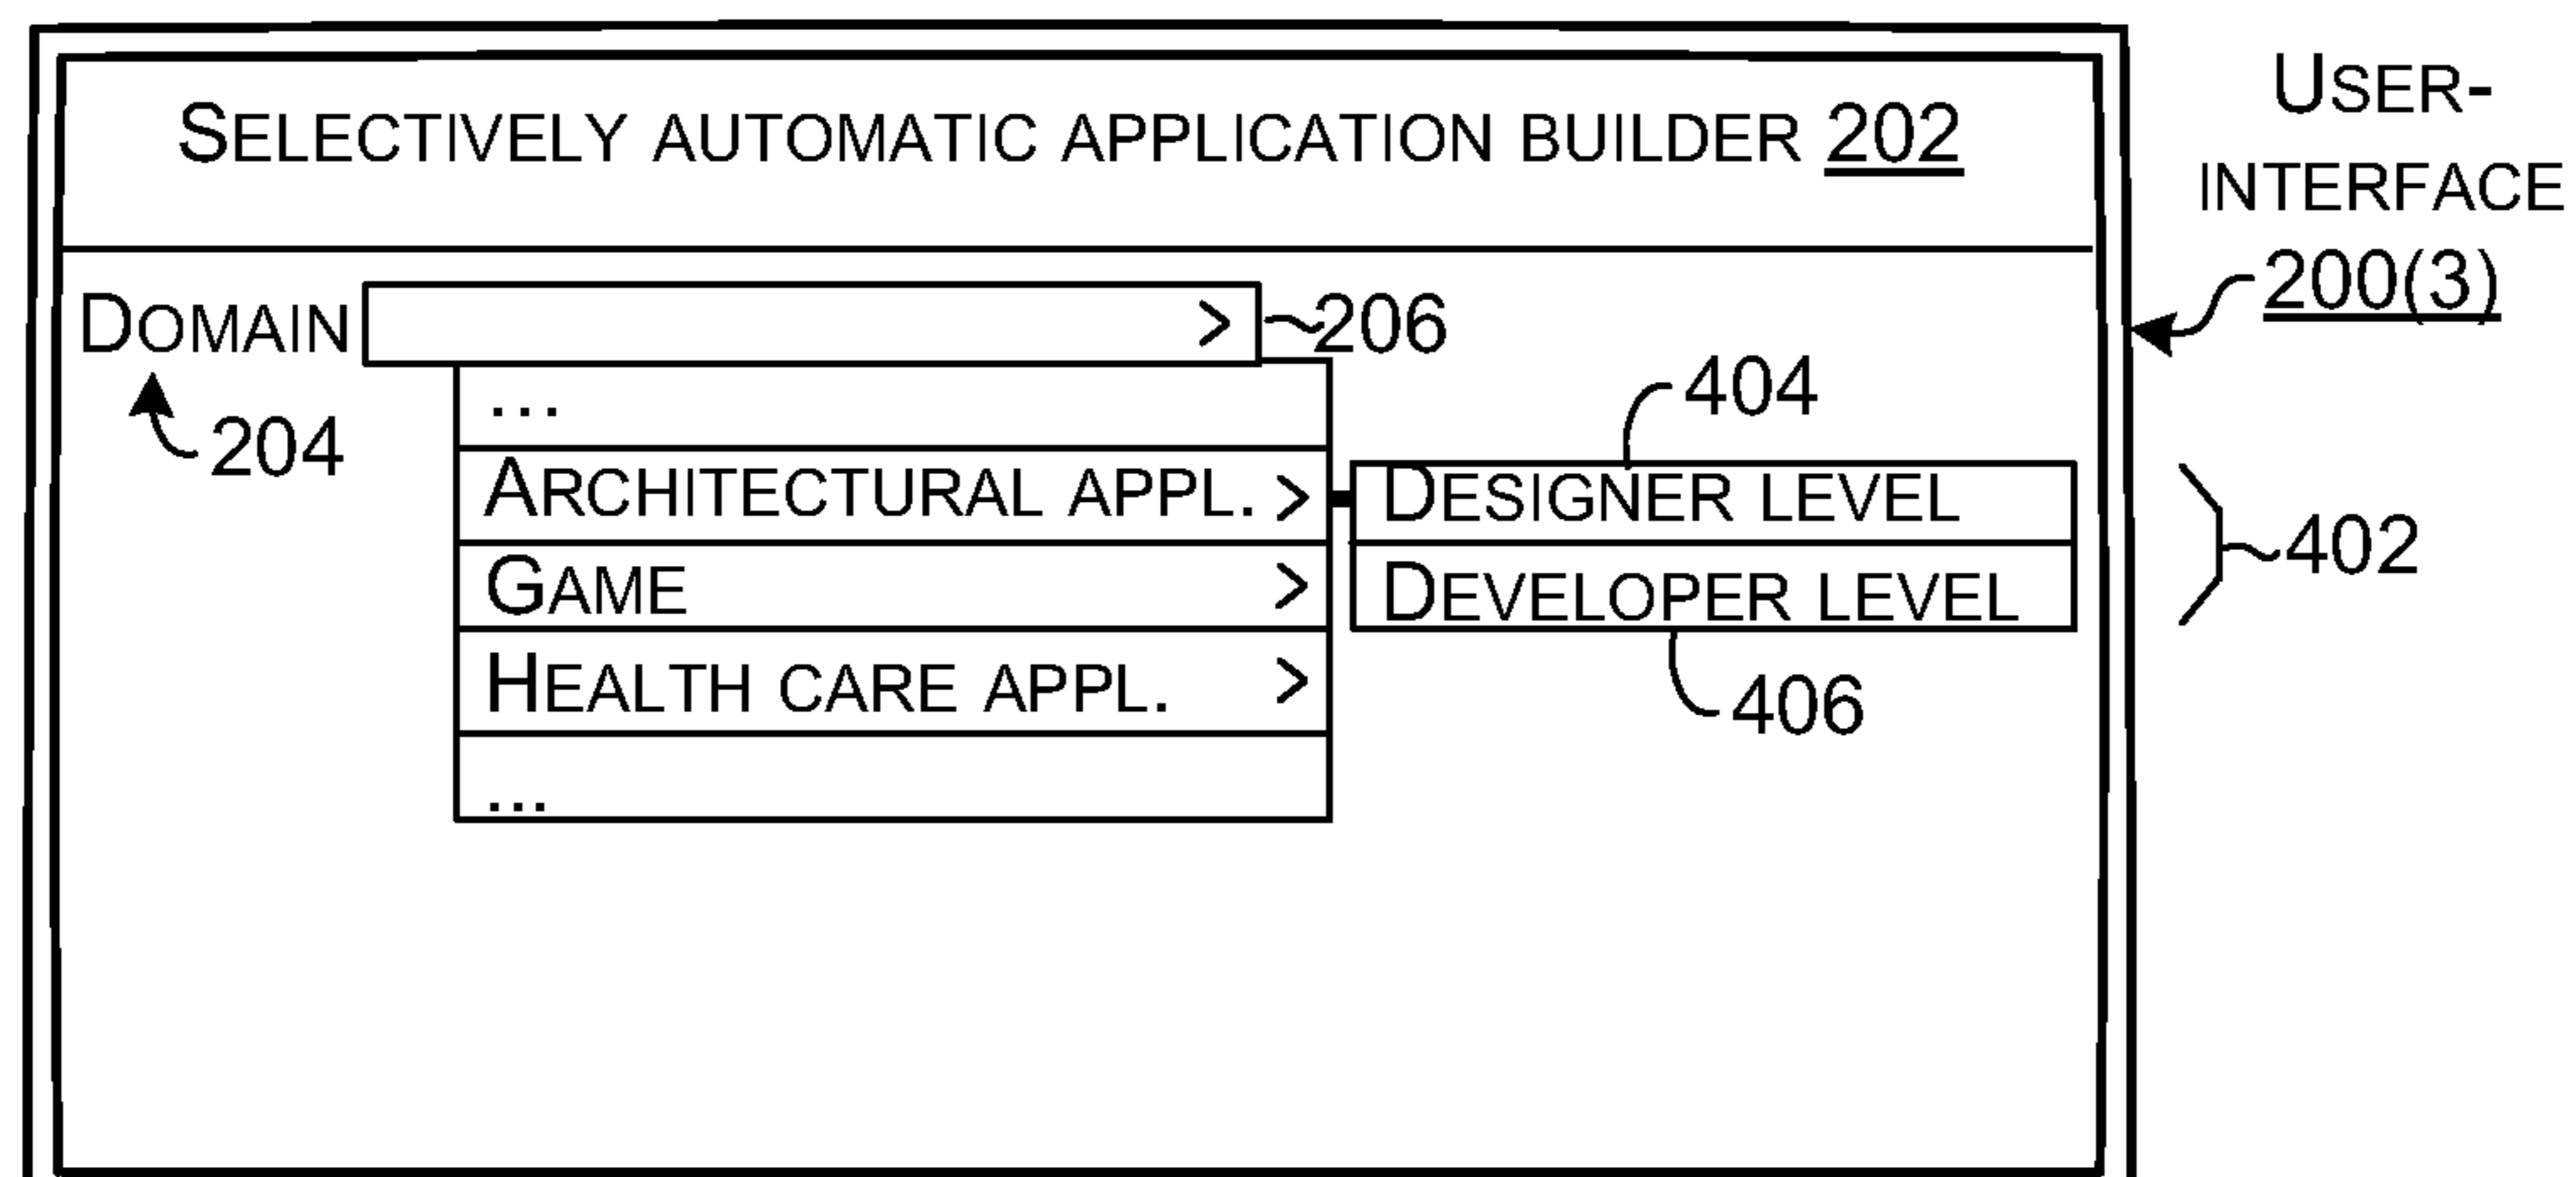 SELECTIVELY AUTOMATIC APPLICATION BUILDER 202
USER-
INTERFACE
200(3)
DOMAIN
>
206
204
...
404
ARCHITECTURAL APPL. >
DESIGNER LEVEL
402
GAME >
DEVELOPER LEVEL
HEALTH CARE APPL. >
406
...